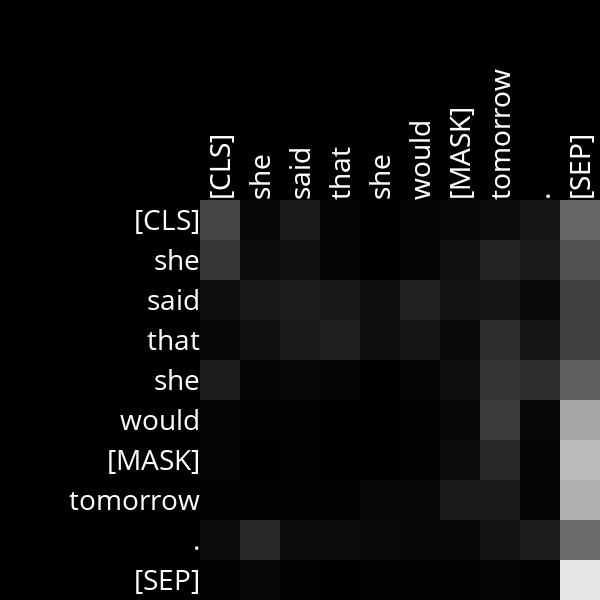 [CLS] she said that she would [MASK] tomorrow . [SEP]
[CLS]
she
said
that
she
would
[MASK]
tomorrow
.
[SEP]